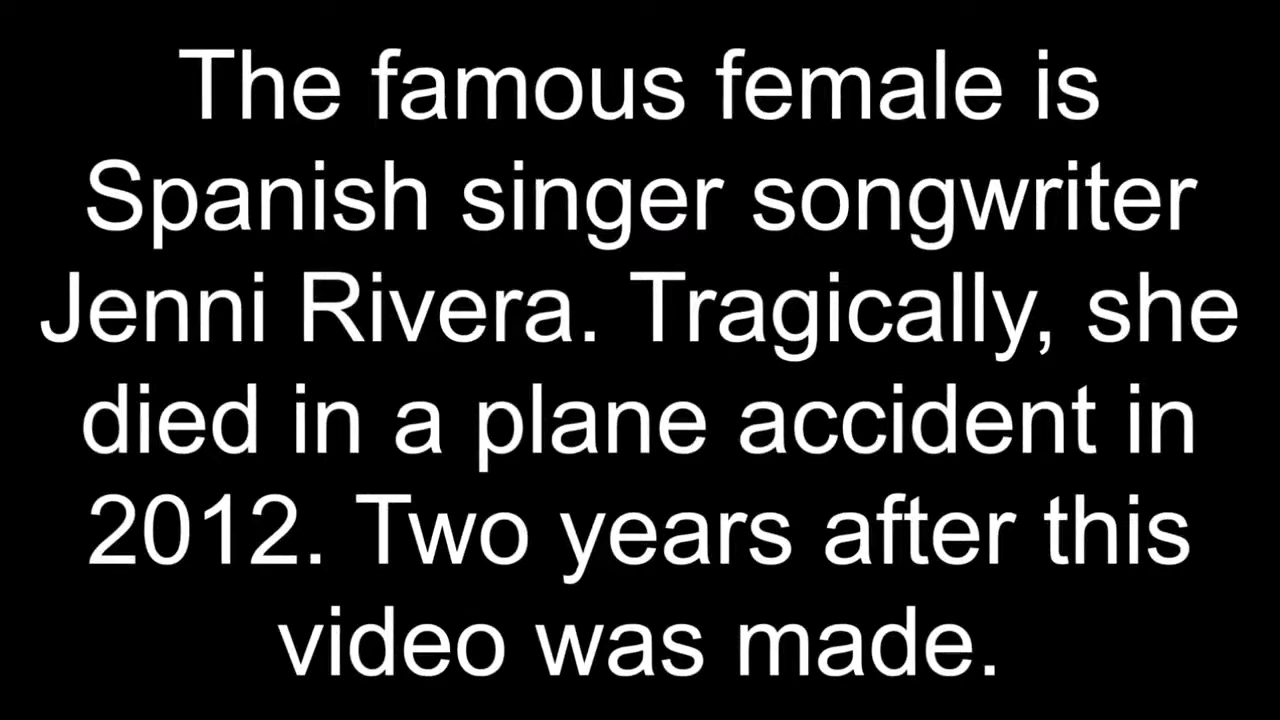 The famous female is
Spanish singer songwriter
Jenni Rivera. Tragically, she
died in a plane accident in
2012. Two years after this
video was made.